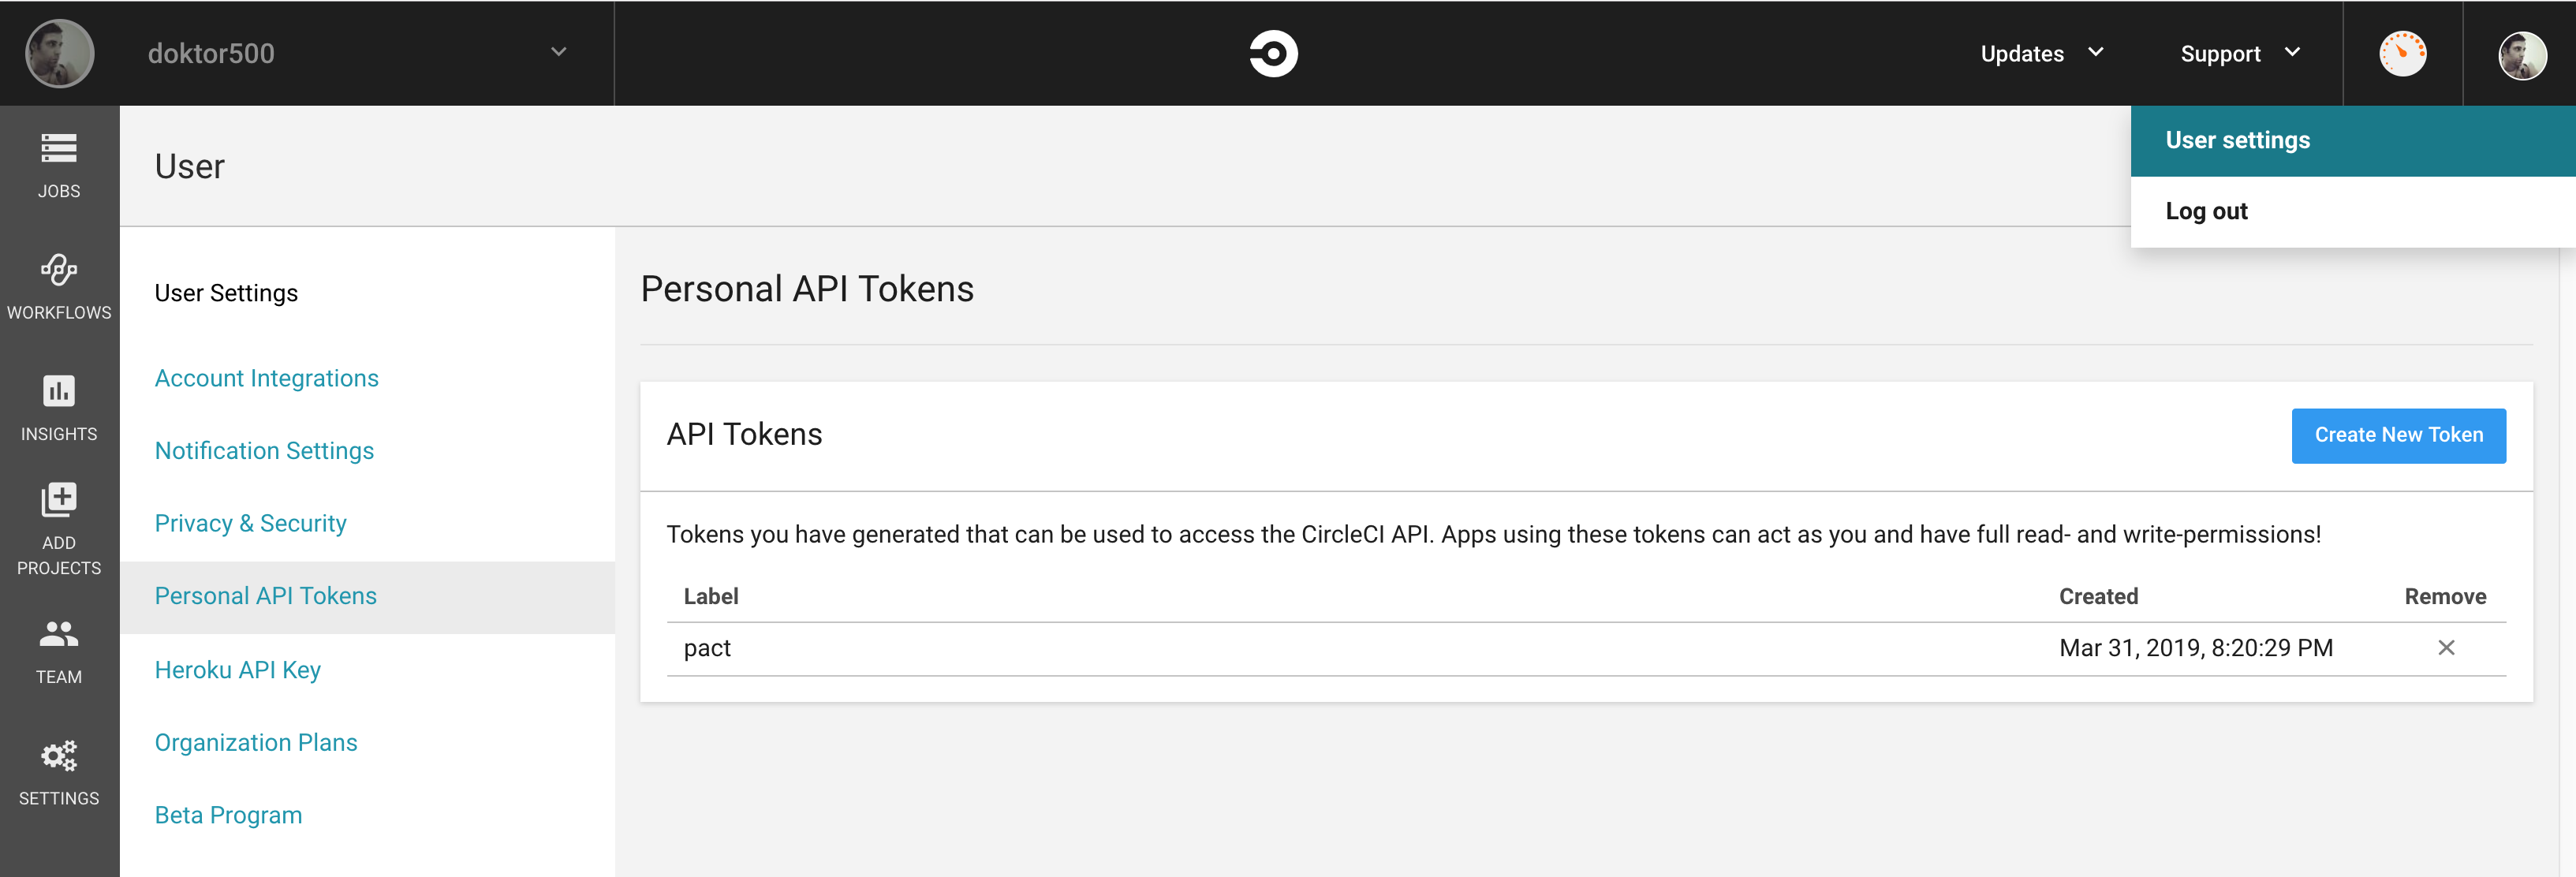 doktor500
Updates
Support
User settings
Log out
JOBS
WORKFLOWS
INSIGHTS
ADD
PROJECTS
TEAM
SETTINGS
User
User Settings
Account Integrations
Notification Settings
Privacy & Security
Personal API Tokens
Heroku API Key
Organization Plans
Beta Program
Personal API Tokens
API Tokens
Create New Token
Tokens you have generated that can be used to access the CircleCI API. Apps using these tokens can act as you and have full read- and write-permissions!
Label Created Remove
pact Mar 31, 2019, 8:20:29 PM